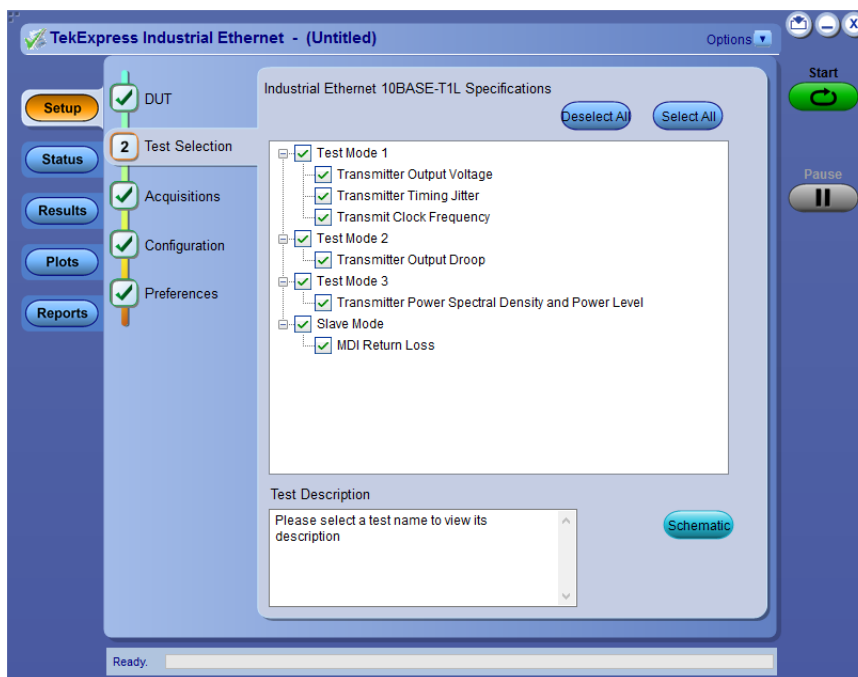 TekExpress Industrial Ethernet - (Untitled)
Options
x
Setup
Status
Results
Plots
Reports
DUT
2 Test Selection
Acquisitions
Configuration
Preferences
Industrial Ethernet 10BASE-T1L Specifications
Deselect All
Select All
Test Mode 1
Transmitter Output Voltage
Transmitter Timing Jitter
Transmit Clock Frequency
Test Mode 2
Transmitter Output Droop
Test Mode 3
Transmitter Power Spectral Density and Power Level
Slave Mode
MDI Return Loss
Test Description
Please select a test name to view its
description
Schematic
Start
Pause
Ready.